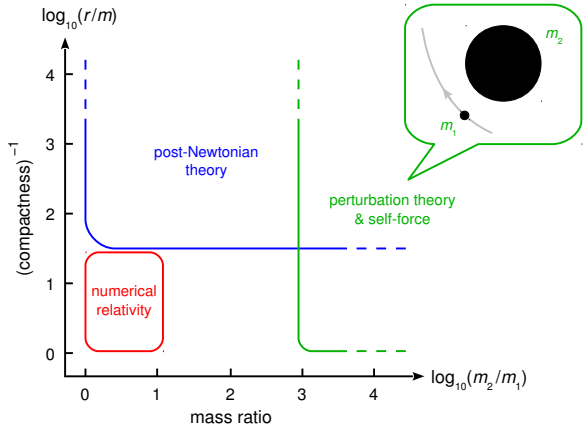 log₁₀(r/m)
4
3
2
1
0
(compactness)⁻¹
post-Newtonian
theory
perturbation theory
& self-force
numerical
relativity
m₂
m₁
0
1
2
3
4
log₁₀(m₂/m₁)
mass ratio